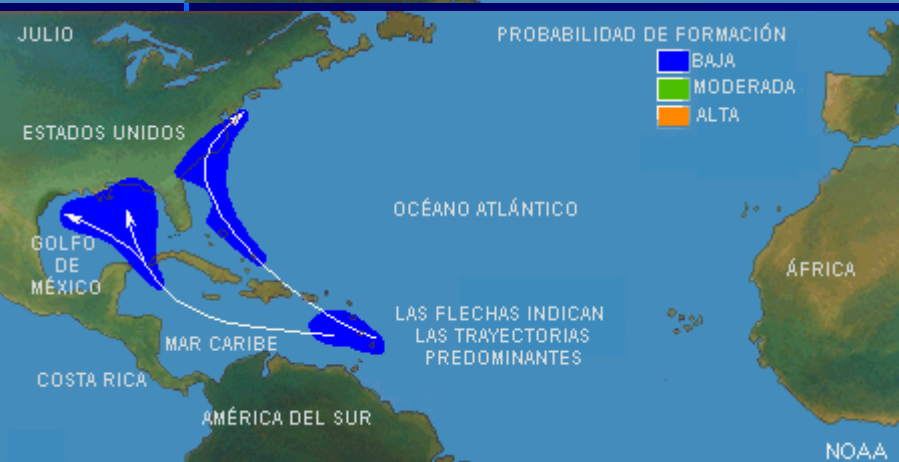 JULIO
PROBABILIDAD DE FORMACIÓN
BAJA
MODERADA
ALTA
ESTADOS UNIDOS
OCÉANO ATLÁNTICO
GOLFO
DE
MÉXICO
ÁFRICA
LAS FLECHAS INDICAN
LAS TRAYECTORIAS
PREDOMINANTES
MAR CARIBE
COSTA RICA
AMÉRICA DEL SUR
NOAA